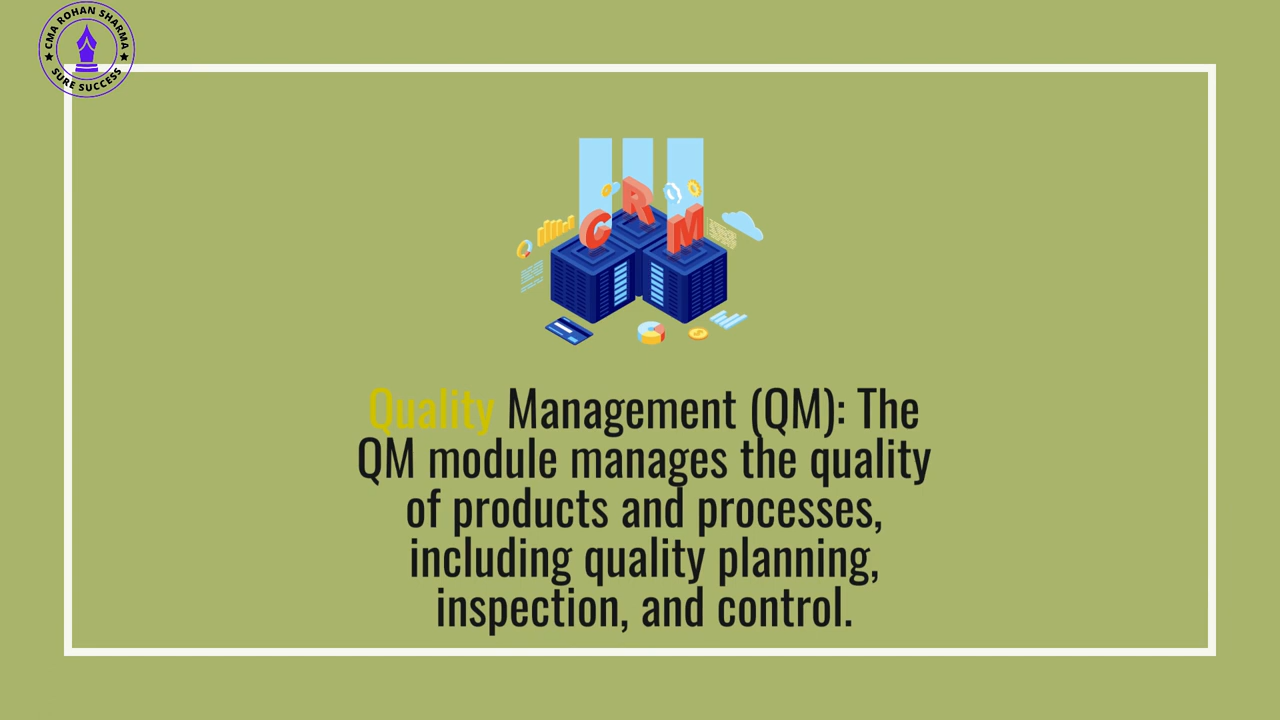 CMA ROHAN SHARMA
SURE SUCCESS
C R M
Quality Management (QM): The
QM module manages the quality
of products and processes,
including quality planning,
inspection, and control.